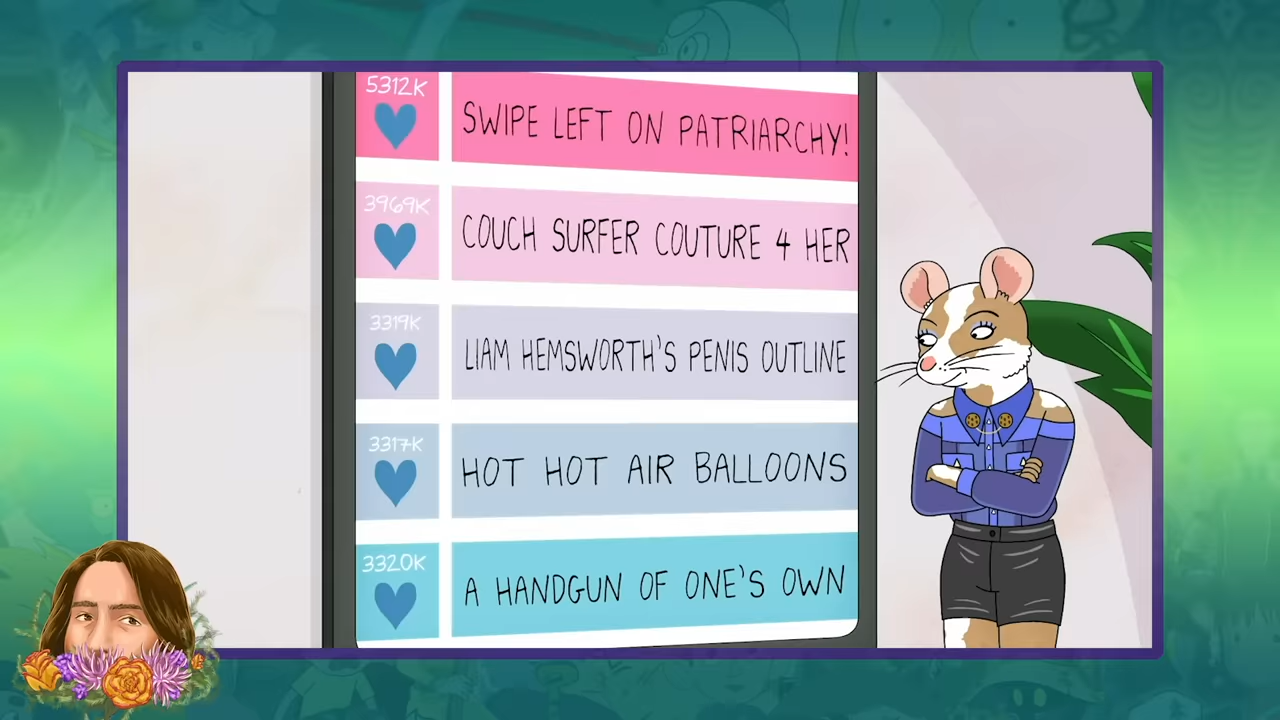 5312K
SWIPE LEFT ON PATRIARCHY!
3969K
COUCH SURFER COUTURE 4 HER
3319K
LIAM HEMSWORTH'S PENIS OUTLINE
3317K
HOT HOT AIR BALLOONS
3320K
A HANDGUN OF ONE'S OWN